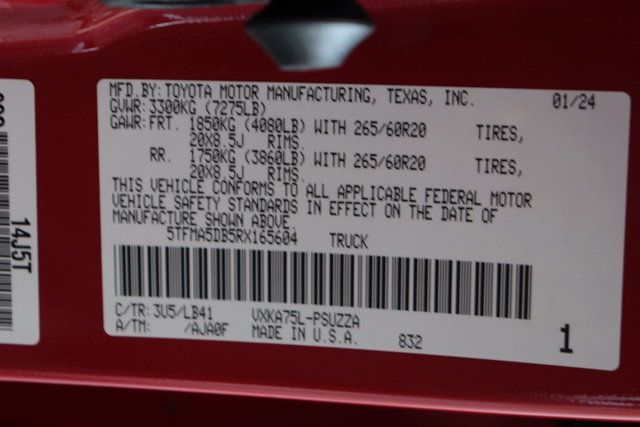 MFD.BY: TOYOTA MOTOR MANUFACTURING, TEXAS, INC. 01/24
GVWR: 3300KG (7275LB)
GAWR: FRT. 1850KG (4080LB) WITH 265/60R20 TIRES,
20X8.5J RIMS.
RR. 1750KG (3860LB) WITH 265/60R20 TIRES,
20X8.5J RIMS.
THIS VEHICLE CONFORMS TO ALL APPLICABLE FEDERAL MOTOR
VEHICLE SAFETY STANDARDS IN EFFECT ON THE DATE OF
MANUFACTURE SHOWN ABOVE.
5TFMA5DB5RX165604 TRUCK
C/TR: 3U5/LB41 VXKA75L-PSUZZA
A/TM: /AJA0F MADE IN U.S.A. 832
1
14J5T